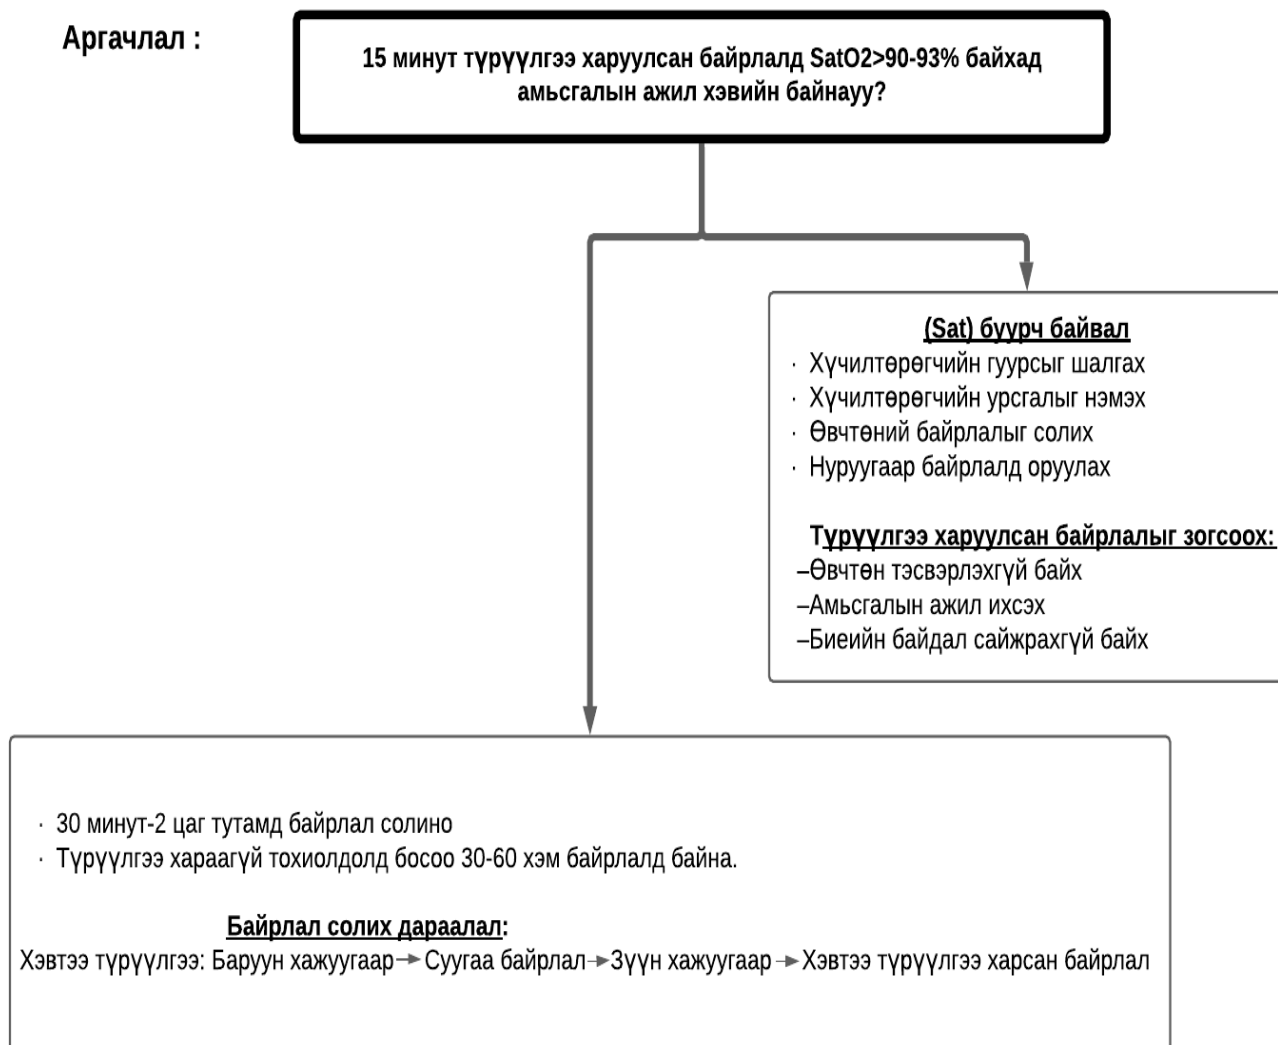 Аргачлал :
15 минут түрүүлгээ харуулсан байрлалд SatO2>90-93% байхад
амьсгалын ажил хэвийн байнауу?
(Sat) буурч байвал
· Хүчилтөрөгчийн гуурсыг шалгах
· Хүчилтөрөгчийн урсгалыг нэмэх
· Өвчтөний байрлалыг солих
· Нуруугаар байрлалд оруулах
Түрүүлгээ харуулсан байрлалыг зогсоох:
–Өвчтөн тэсвэрлэхгүй байх
–Амьсгалын ажил ихсэх
–Биеийн байдал сайжрахгүй байх
· 30 минут-2 цаг тутамд байрлал солино
· Түрүүлгээ хараагүй тохиолдолд босоо 30-60 хэм байрлалд байна.
Байрлал солих дараалал:
Хэвтээ түрүүлгээ: Баруун хажуугаар→Суугаа байрлал→Зүүн хажуугаар→Хэвтээ түрүүлгээ харсан байрлал